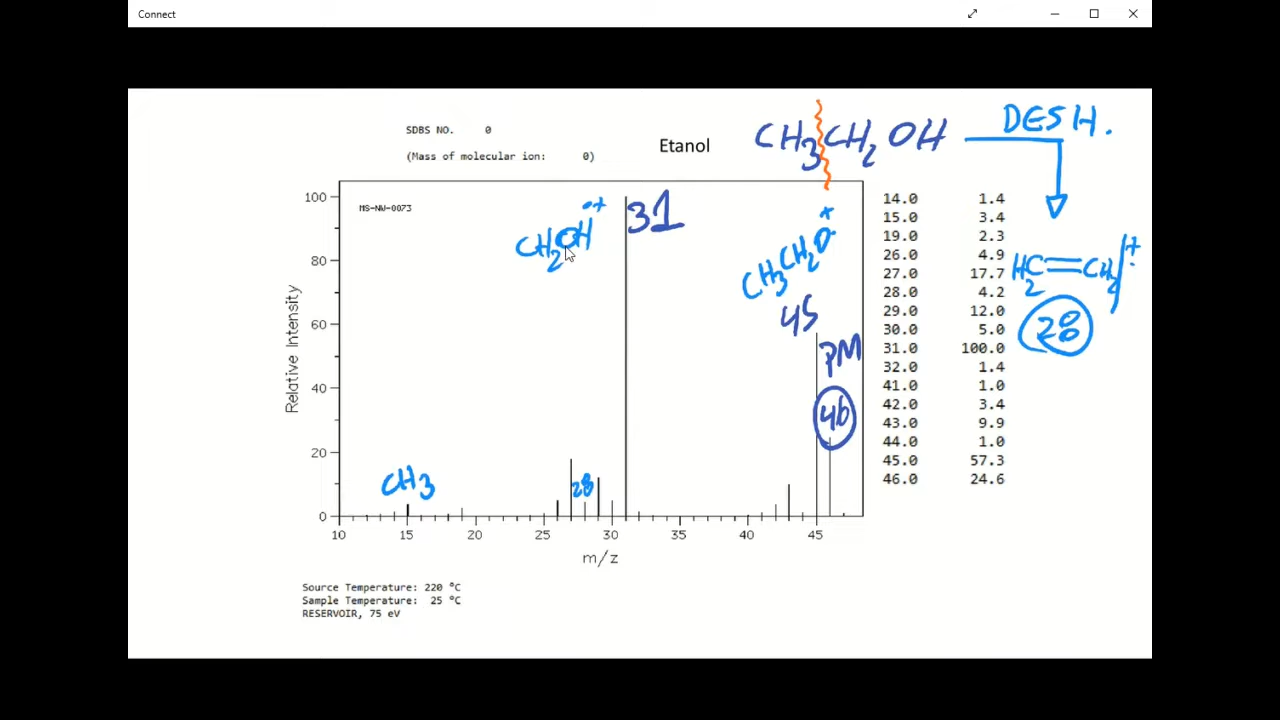 Connect
SDBS NO. 0
(Mass of molecular ion: 0)
Etanol
CH3CH2OH
DESH.
MS-NW-0073
CH2OH•+
31
CH3CH2O+•
45
PM
46
H2C=CH2|+•
28
CH3
28
Relative Intensity
100
80
60
40
20
0
10 15 20 25 30 35 40 45
m/z
14.0 1.4
15.0 3.4
19.0 2.3
26.0 4.9
27.0 17.7
28.0 4.2
29.0 12.0
30.0 5.0
31.0 100.0
32.0 1.4
41.0 1.0
42.0 3.4
43.0 9.9
44.0 1.0
45.0 57.3
46.0 24.6
Source Temperature: 220 °C
Sample Temperature: 25 °C
RESERVOIR, 75 eV